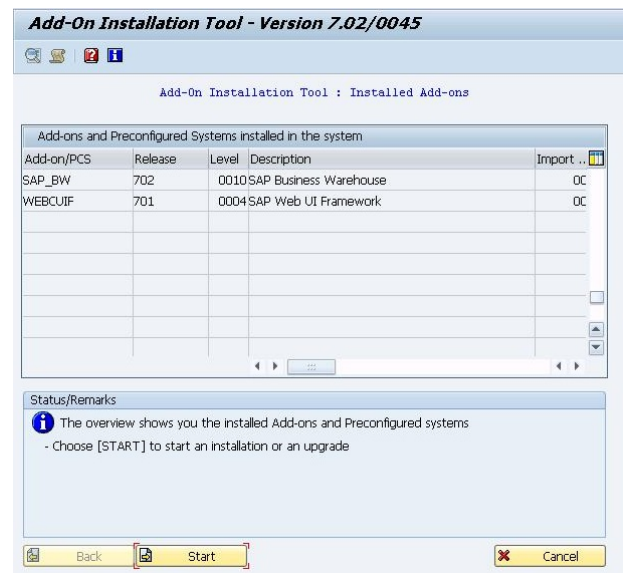 Add-On Installation Tool - Version 7.02/0045
Add-On Installation Tool : Installed Add-ons
Add-ons and Preconfigured Systems installed in the system
Add-on/PCS Release Level Description Import ..
SAP_BW 702 0010 SAP Business Warehouse 00
WEBCUIF 701 0004 SAP Web UI Framework 00
Status/Remarks
The overview shows you the installed Add-ons and Preconfigured systems
- Choose [START] to start an installation or an upgrade
Back Start Cancel